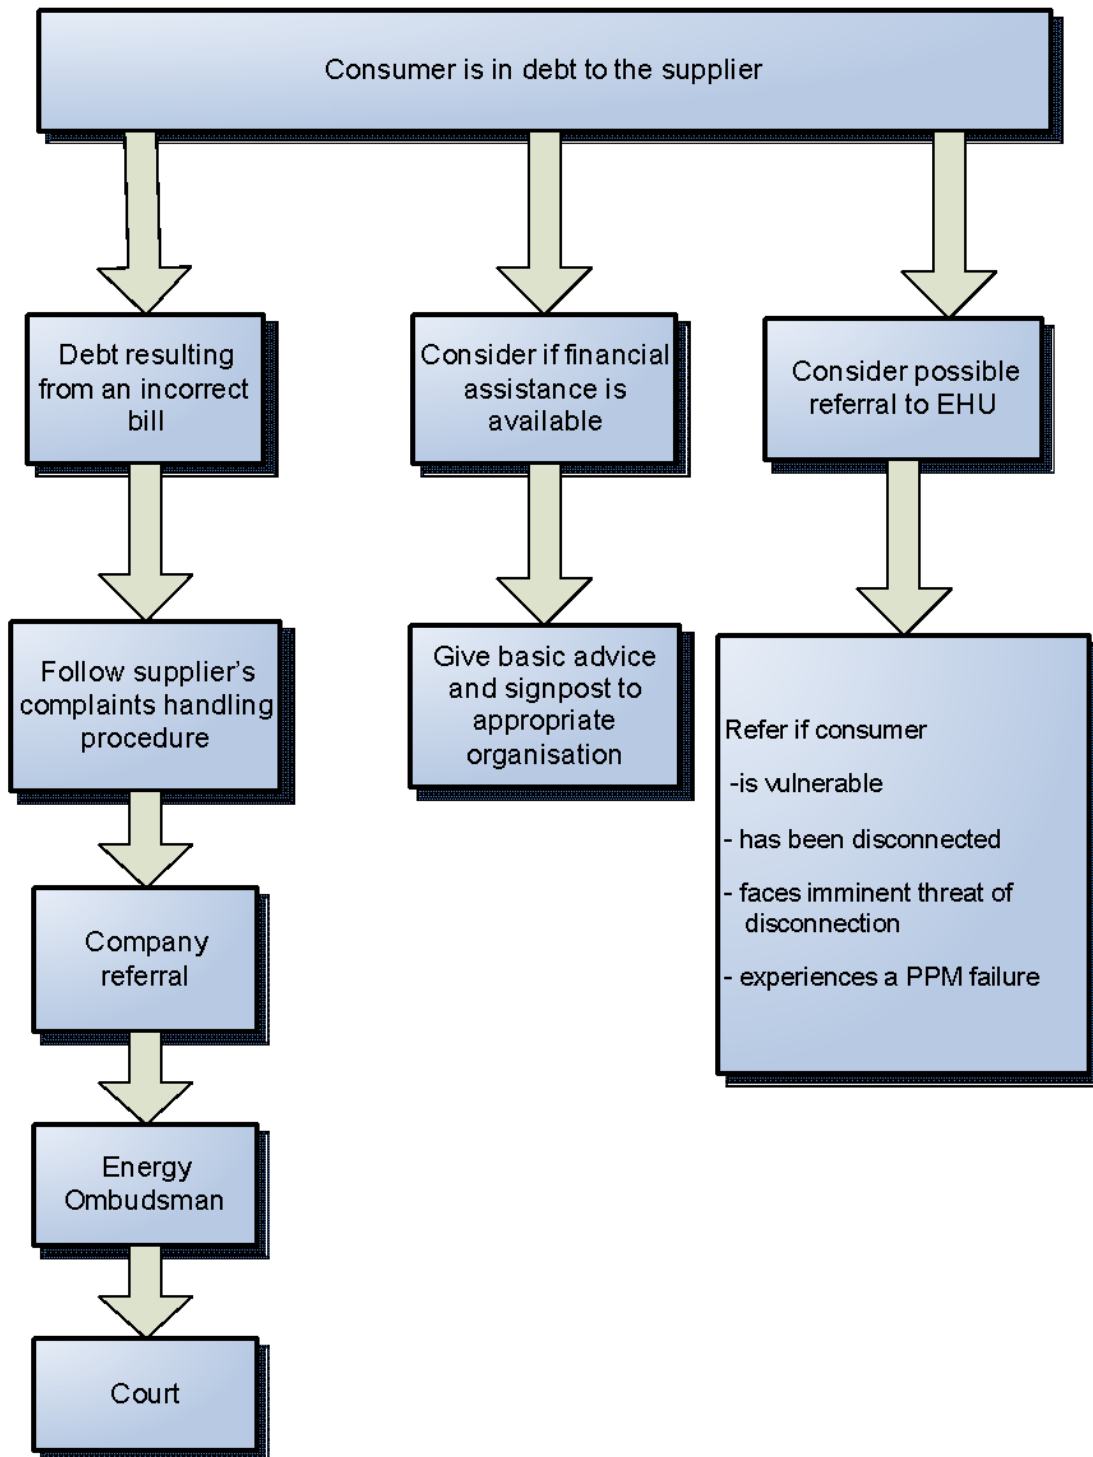 Consumer is in debt to the supplier
Debt resulting
from an incorrect
bill
Consider if financial
assistance is
available
Consider possible
referral to EHU
Follow supplier’s
complaints handling
procedure
Give basic advice
and signpost to
appropriate
organisation
Refer if consumer
-is vulnerable
- has been disconnected
- faces imminent threat of
disconnection
- experiences a PPM failure
Company
referral
Energy
Ombudsman
Court